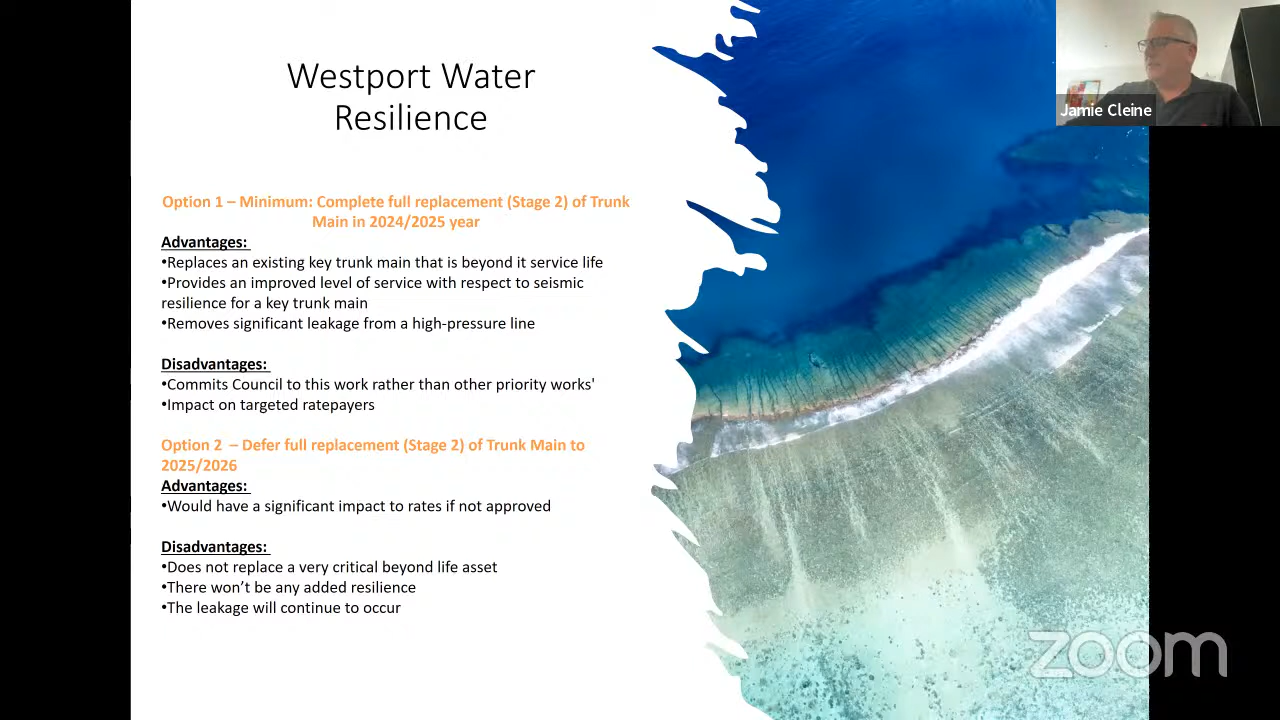 Westport Water
Resilience
Jamie Cleine
Option 1 – Minimum: Complete full replacement (Stage 2) of Trunk
Main in 2024/2025 year
Advantages:
•Replaces an existing key trunk main that is beyond it service life
•Provides an improved level of service with respect to seismic
resilience for a key trunk main
•Removes significant leakage from a high-pressure line
Disadvantages:
•Commits Council to this work rather than other priority works'
•Impact on targeted ratepayers
Option 2 – Defer full replacement (Stage 2) of Trunk Main to
2025/2026
Advantages:
•Would have a significant impact to rates if not approved
Disadvantages:
•Does not replace a very critical beyond life asset
•There won’t be any added resilience
•The leakage will continue to occur
zoom